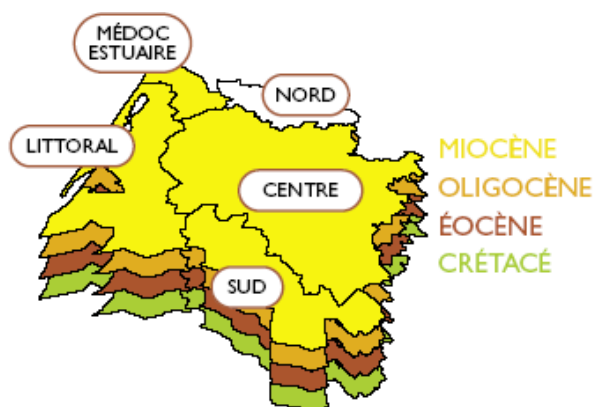 MÉDOC
ESTUAIRE
NORD
LITTORAL
CENTRE
SUD
MIOCÈNE
OLIGOCÈNE
ÉOCÈNE
CRÉTACÉ